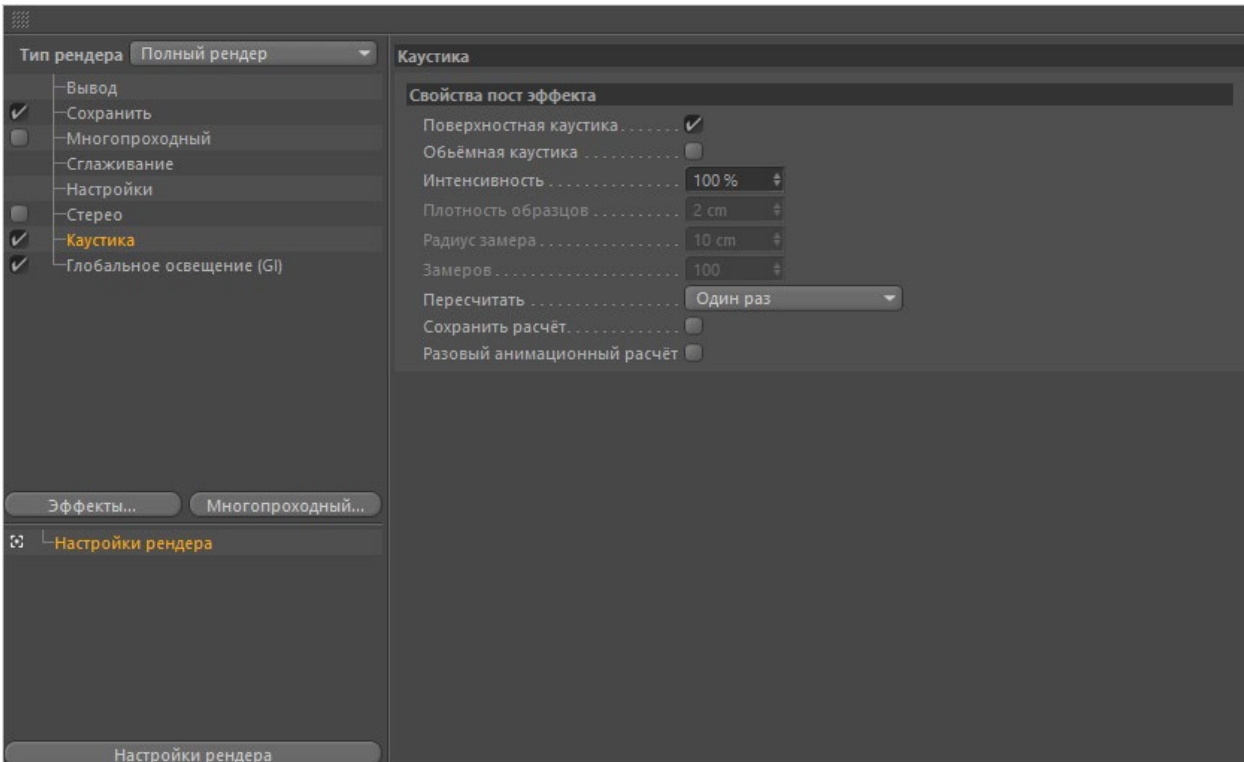 Тип рендера Полный рендер
Вывод
Сохранить
Многопроходный
Сглаживание
Настройки
Стерео
Каустика
Глобальное освещение (GI)
Эффекты... Многопроходный...
Настройки рендера
Настройки рендера
Каустика
Свойства пост эффекта
Поверхностная каустика
Обьёмная каустика
Интенсивность 100 %
Плотность образцов 2 cm
Радиус замера 10 cm
Замеров 100
Пересчитать Один раз
Сохранить расчёт
Разовый анимационный расчёт